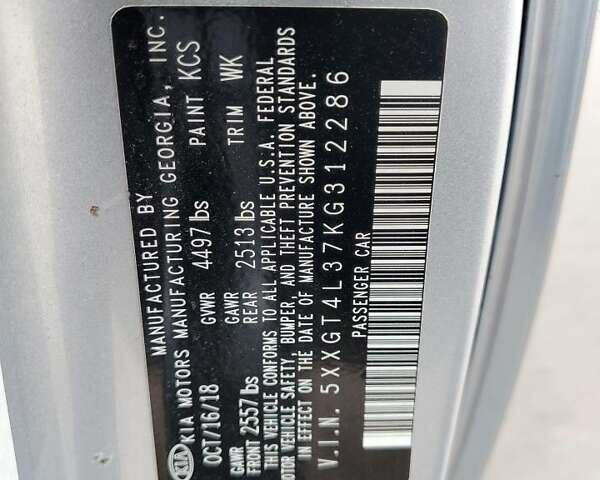 MANUFACTURED BY
KIA MOTORS MANUFACTURING GEORGIA, INC.
OCT/16/18 PAINT KCS
GVWR 4497 lbs TRIM WK
GAWR FRONT 2557 lbs GAWR REAR 2513 lbs
THIS VEHICLE CONFORMS TO ALL APPLICABLE U.S.A. FEDERAL
MOTOR VEHICLE SAFETY, BUMPER, AND THEFT PREVENTION STANDARDS
IN EFFECT ON THE DATE OF MANUFACTURE SHOWN ABOVE.
V.I.N. 5XXGT4L37KG312286
PASSENGER CAR
KIA